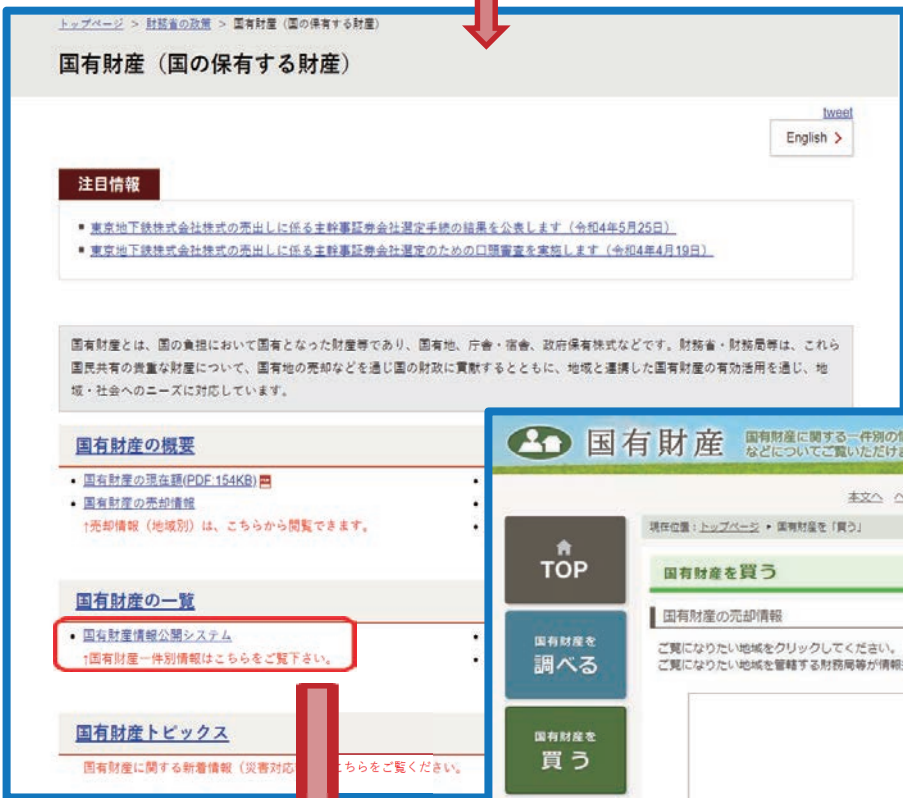 トップページ > 財務省の政策 > 国有財産(国の保有する財産)
国有財産(国の保有する財産)
tweet
English >
注目情報
■ 東京地下鉄株式会社株式の売出しに係る主幹事証券会社選定手続の結果を公表します(令和4年5月25日)
■ 東京地下鉄株式会社株式の売出しに係る主幹事証券会社選定のための口頭審査を実施します(令和4年4月19日)
国有財産とは、国の負担において国有となった財産等であり、国有地、庁舎・宿舎、政府保有株式などです。財務省・財務局等は、これら
国民共有の貴重な財産について、国有地の売却などを通じ国の財政に貢献するとともに、地域と連携した国有財産の有効活用を通じ、地
域・社会へのニーズに対応しています。
国有財産の概要
• 国有財産の現在額(PDF:154KB)
• 国有財産の売却情報
↑売却情報(地域別)は、こちらから閲覧できます。
国有財産の一覧
• 国有財産情報公開システム
↑国有財産一件別情報はこちらをご覧下さい。
国有財産トピックス
国有財産に関する新着情報(災害対応
こちらをご覧ください。
国有財産
国有財産に関する一件別の
などについてご覧いただけ
本文へ
現在位置:トップページ • 国有財産を「買う」
TOP
国有財産を買う
国有財産の売却情報
国有財産を
調べる
ご覧になりたい地域をクリックしてください。
ご覧になりたい地域を管轄する財務局等が情報
国有財産を
買う